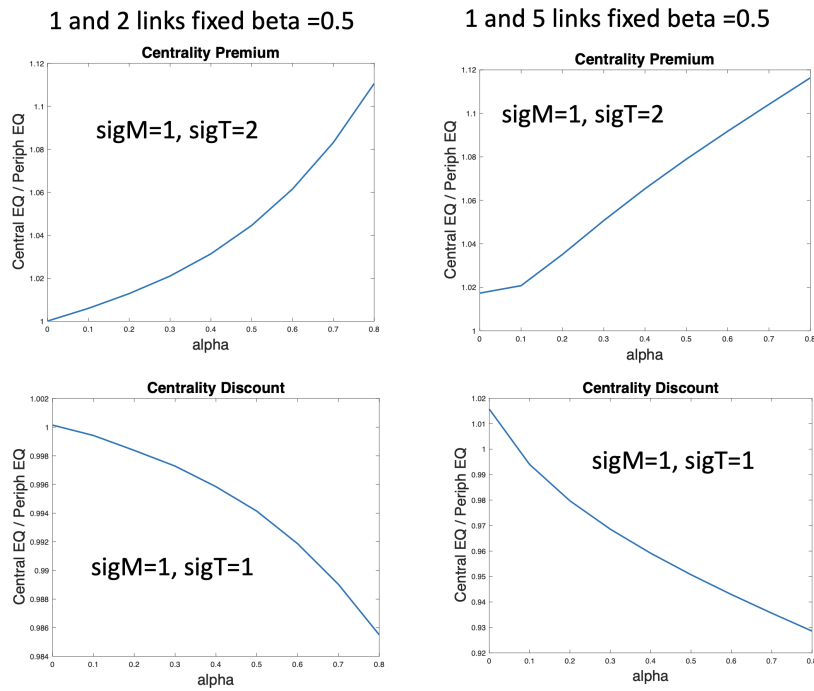 1 and 2 links fixed beta =0.5
Centrality Premium
Central EQ / Periph EQ
1.12
1.1
1.08
1.06
1.04
1.02
1
sigM=1, sigT=2
0 0.1 0.2 0.3 0.4 0.5 0.6 0.7 0.8
alpha
1 and 5 links fixed beta =0.5
Centrality Premium
Central EQ / Periph EQ
1.12
1.1
1.08
1.06
1.04
1.02
1
sigM=1, sigT=2
0 0.1 0.2 0.3 0.4 0.5 0.6 0.7 0.8
alpha
Centrality Discount
Central EQ / Periph EQ
1.002
1
0.998
0.996
0.994
0.992
0.99
0.988
0.986
0.984
sigM=1, sigT=1
0 0.1 0.2 0.3 0.4 0.5 0.6 0.7 0.8
alpha
Centrality Discount
Central EQ / Periph EQ
1.02
1.01
1
0.99
0.98
0.97
0.96
0.95
0.94
0.93
0.92
sigM=1, sigT=1
0 0.1 0.2 0.3 0.4 0.5 0.6 0.7 0.8
alpha